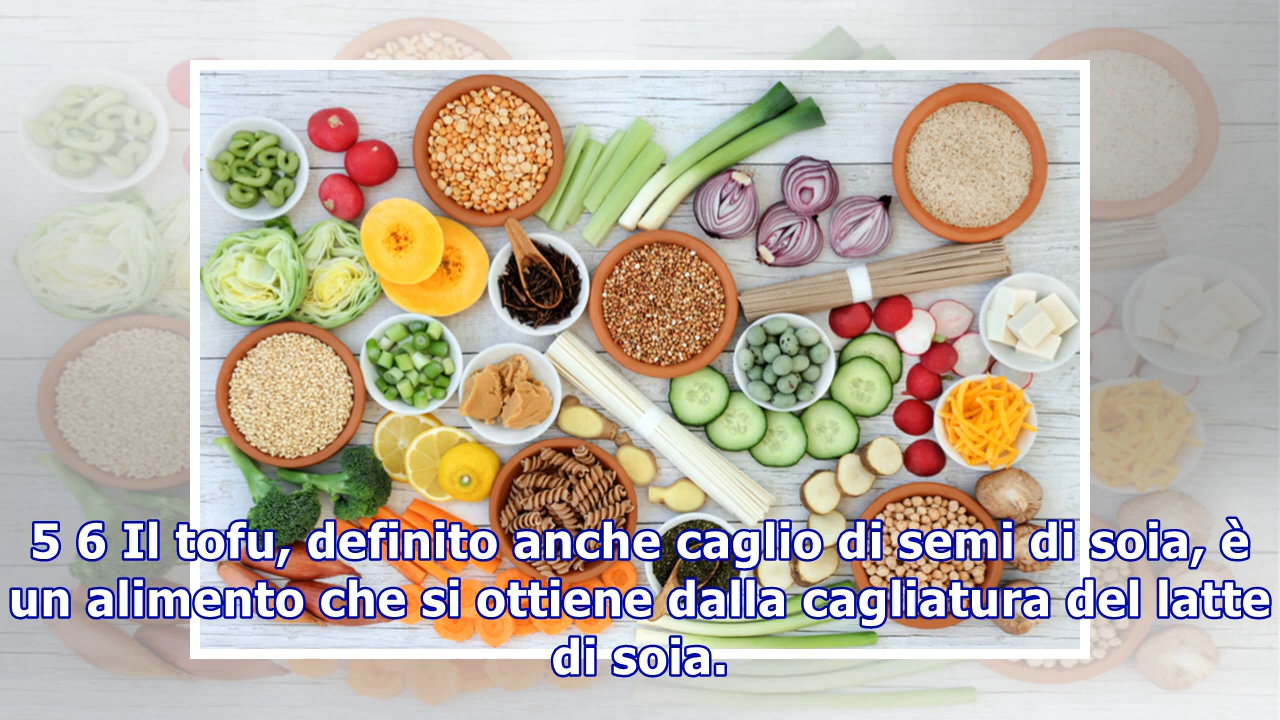 5 6 Il tofu, definito anche caglio di semi di soia, è
un alimento che si ottiene dalla cagliatura del latte
di soia.